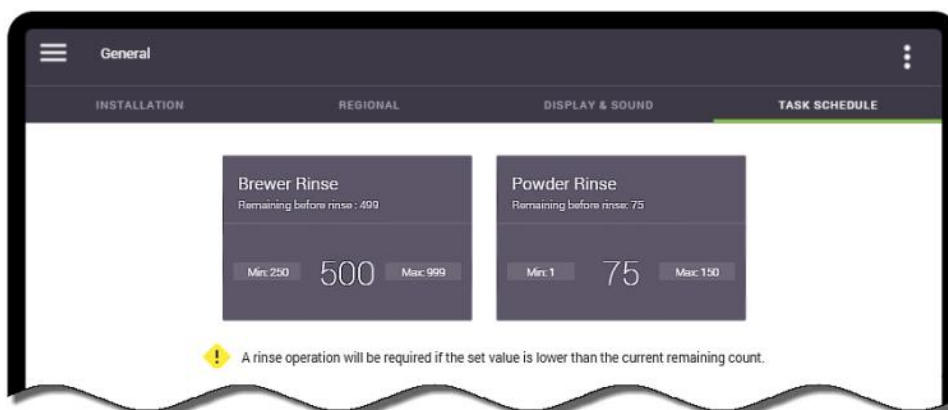 General
INSTALLATION REGIONAL DISPLAY & SOUND TASK SCHEDULE
Brewer Rinse
Remaining before rinse : 499
Min: 250 500 Max: 999
Powder Rinse
Remaining before rinse: 75
Min: 1 75 Max: 150
! A rinse operation will be required if the set value is lower than the current remaining count.